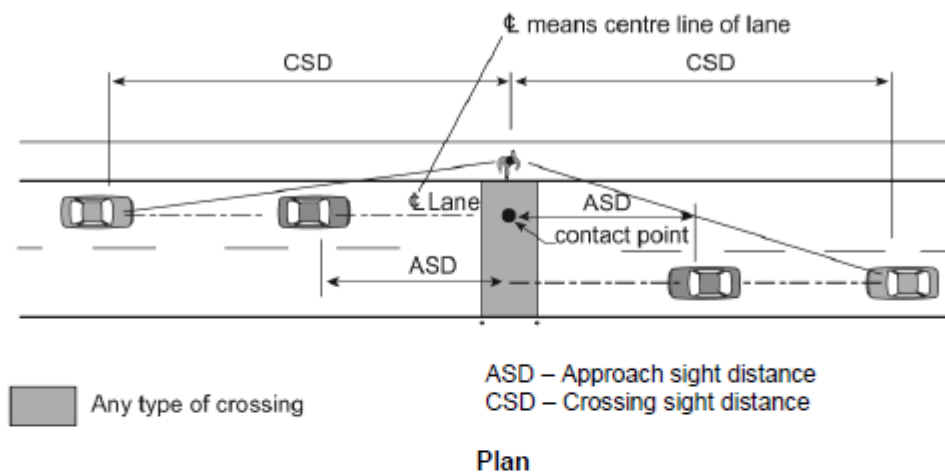 ℄ means centre line of lane
CSD
CSD
℄ Lane
ASD
contact point
ASD
Any type of crossing
ASD – Approach sight distance
CSD – Crossing sight distance
Plan